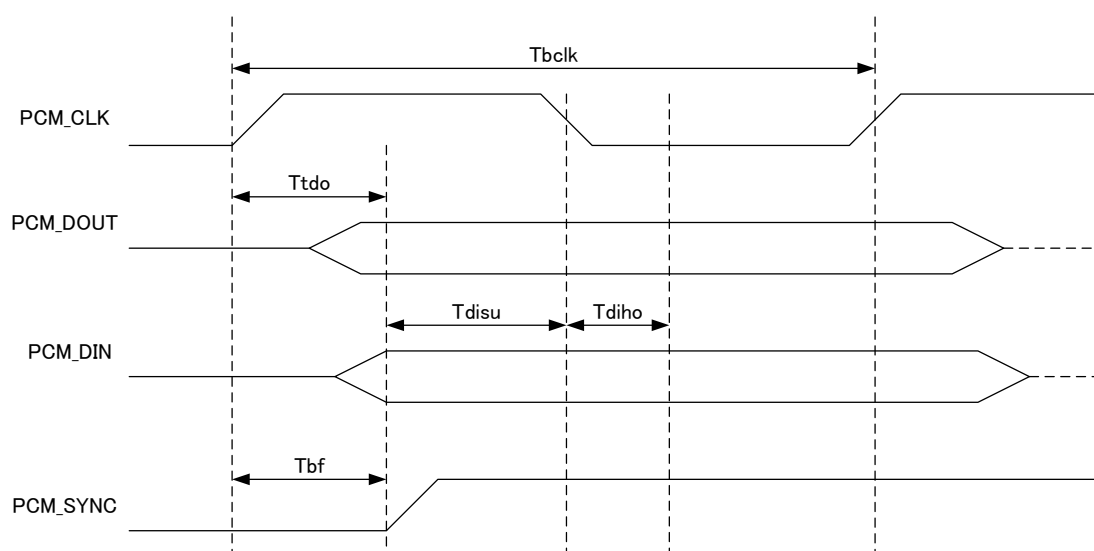 Tbclk
PCM_CLK
Ttdo
PCM_DOUT
Tdisu
Tdiho
PCM_DIN
Tbf
PCM_SYNC